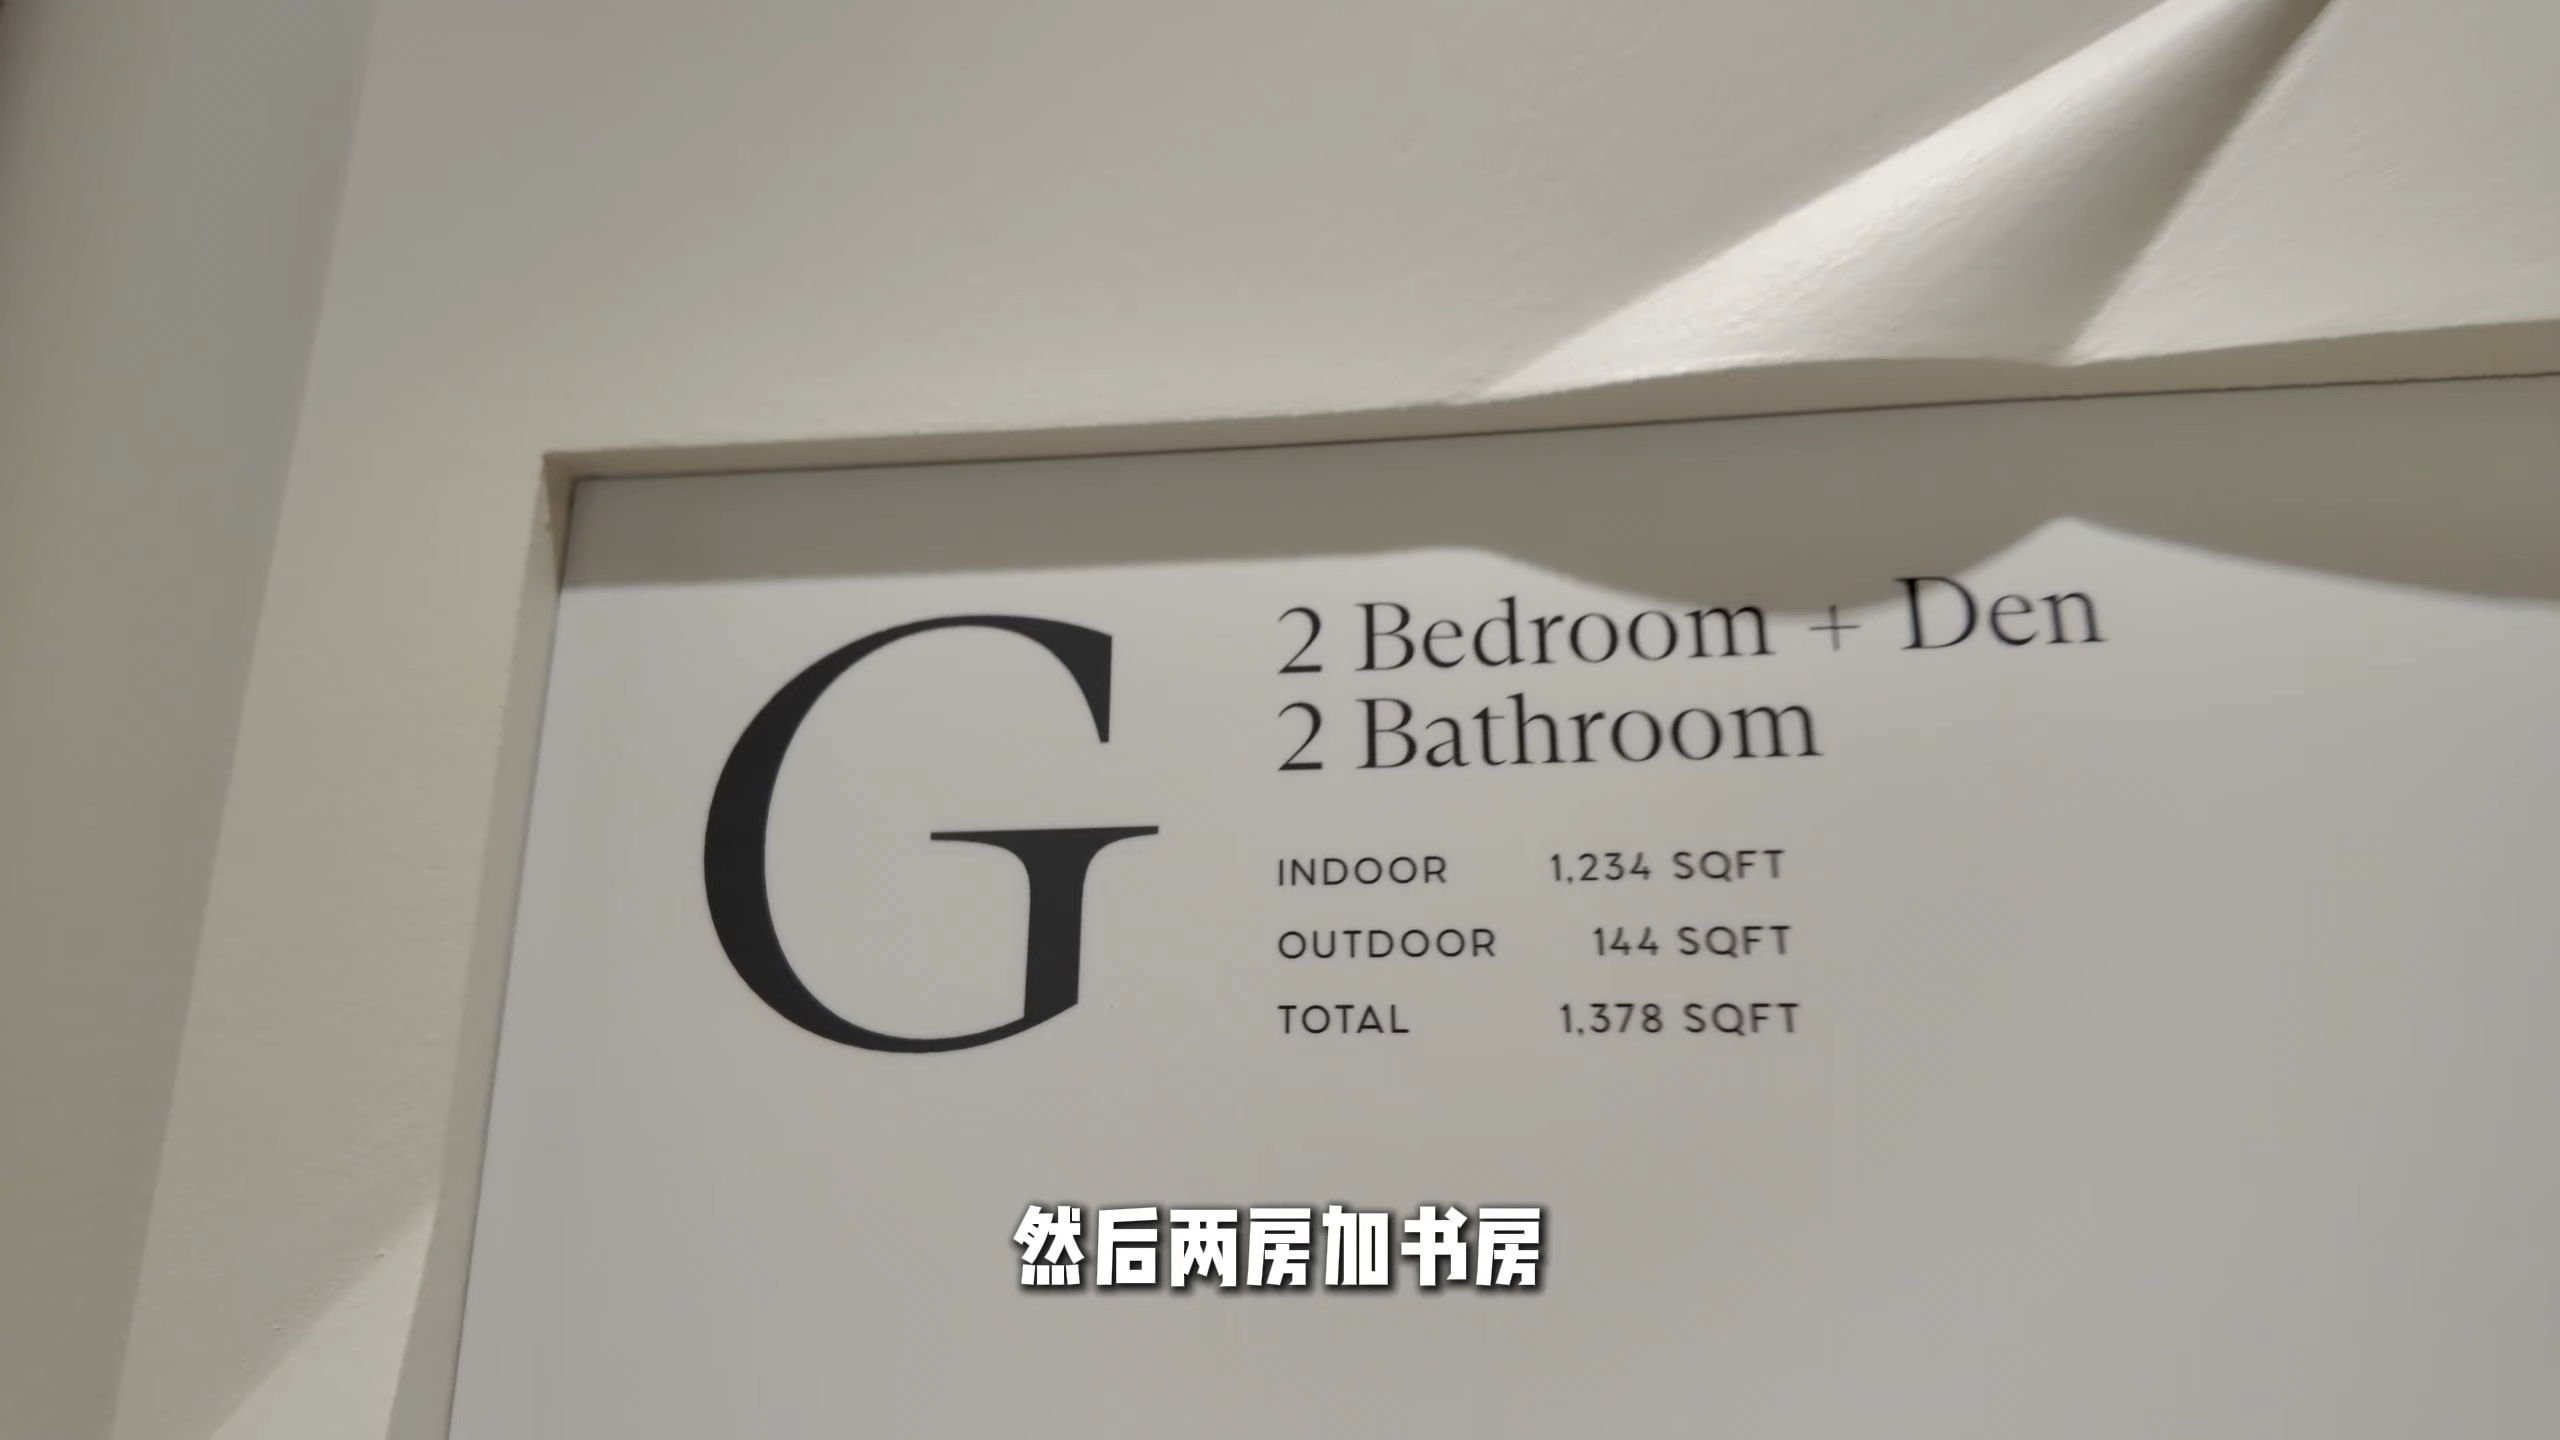 G
2 Bedroom + Den
2 Bathroom
INDOOR 1,234 SQFT
OUTDOOR 144 SQFT
TOTAL 1,378 SQFT
然后两房加书房